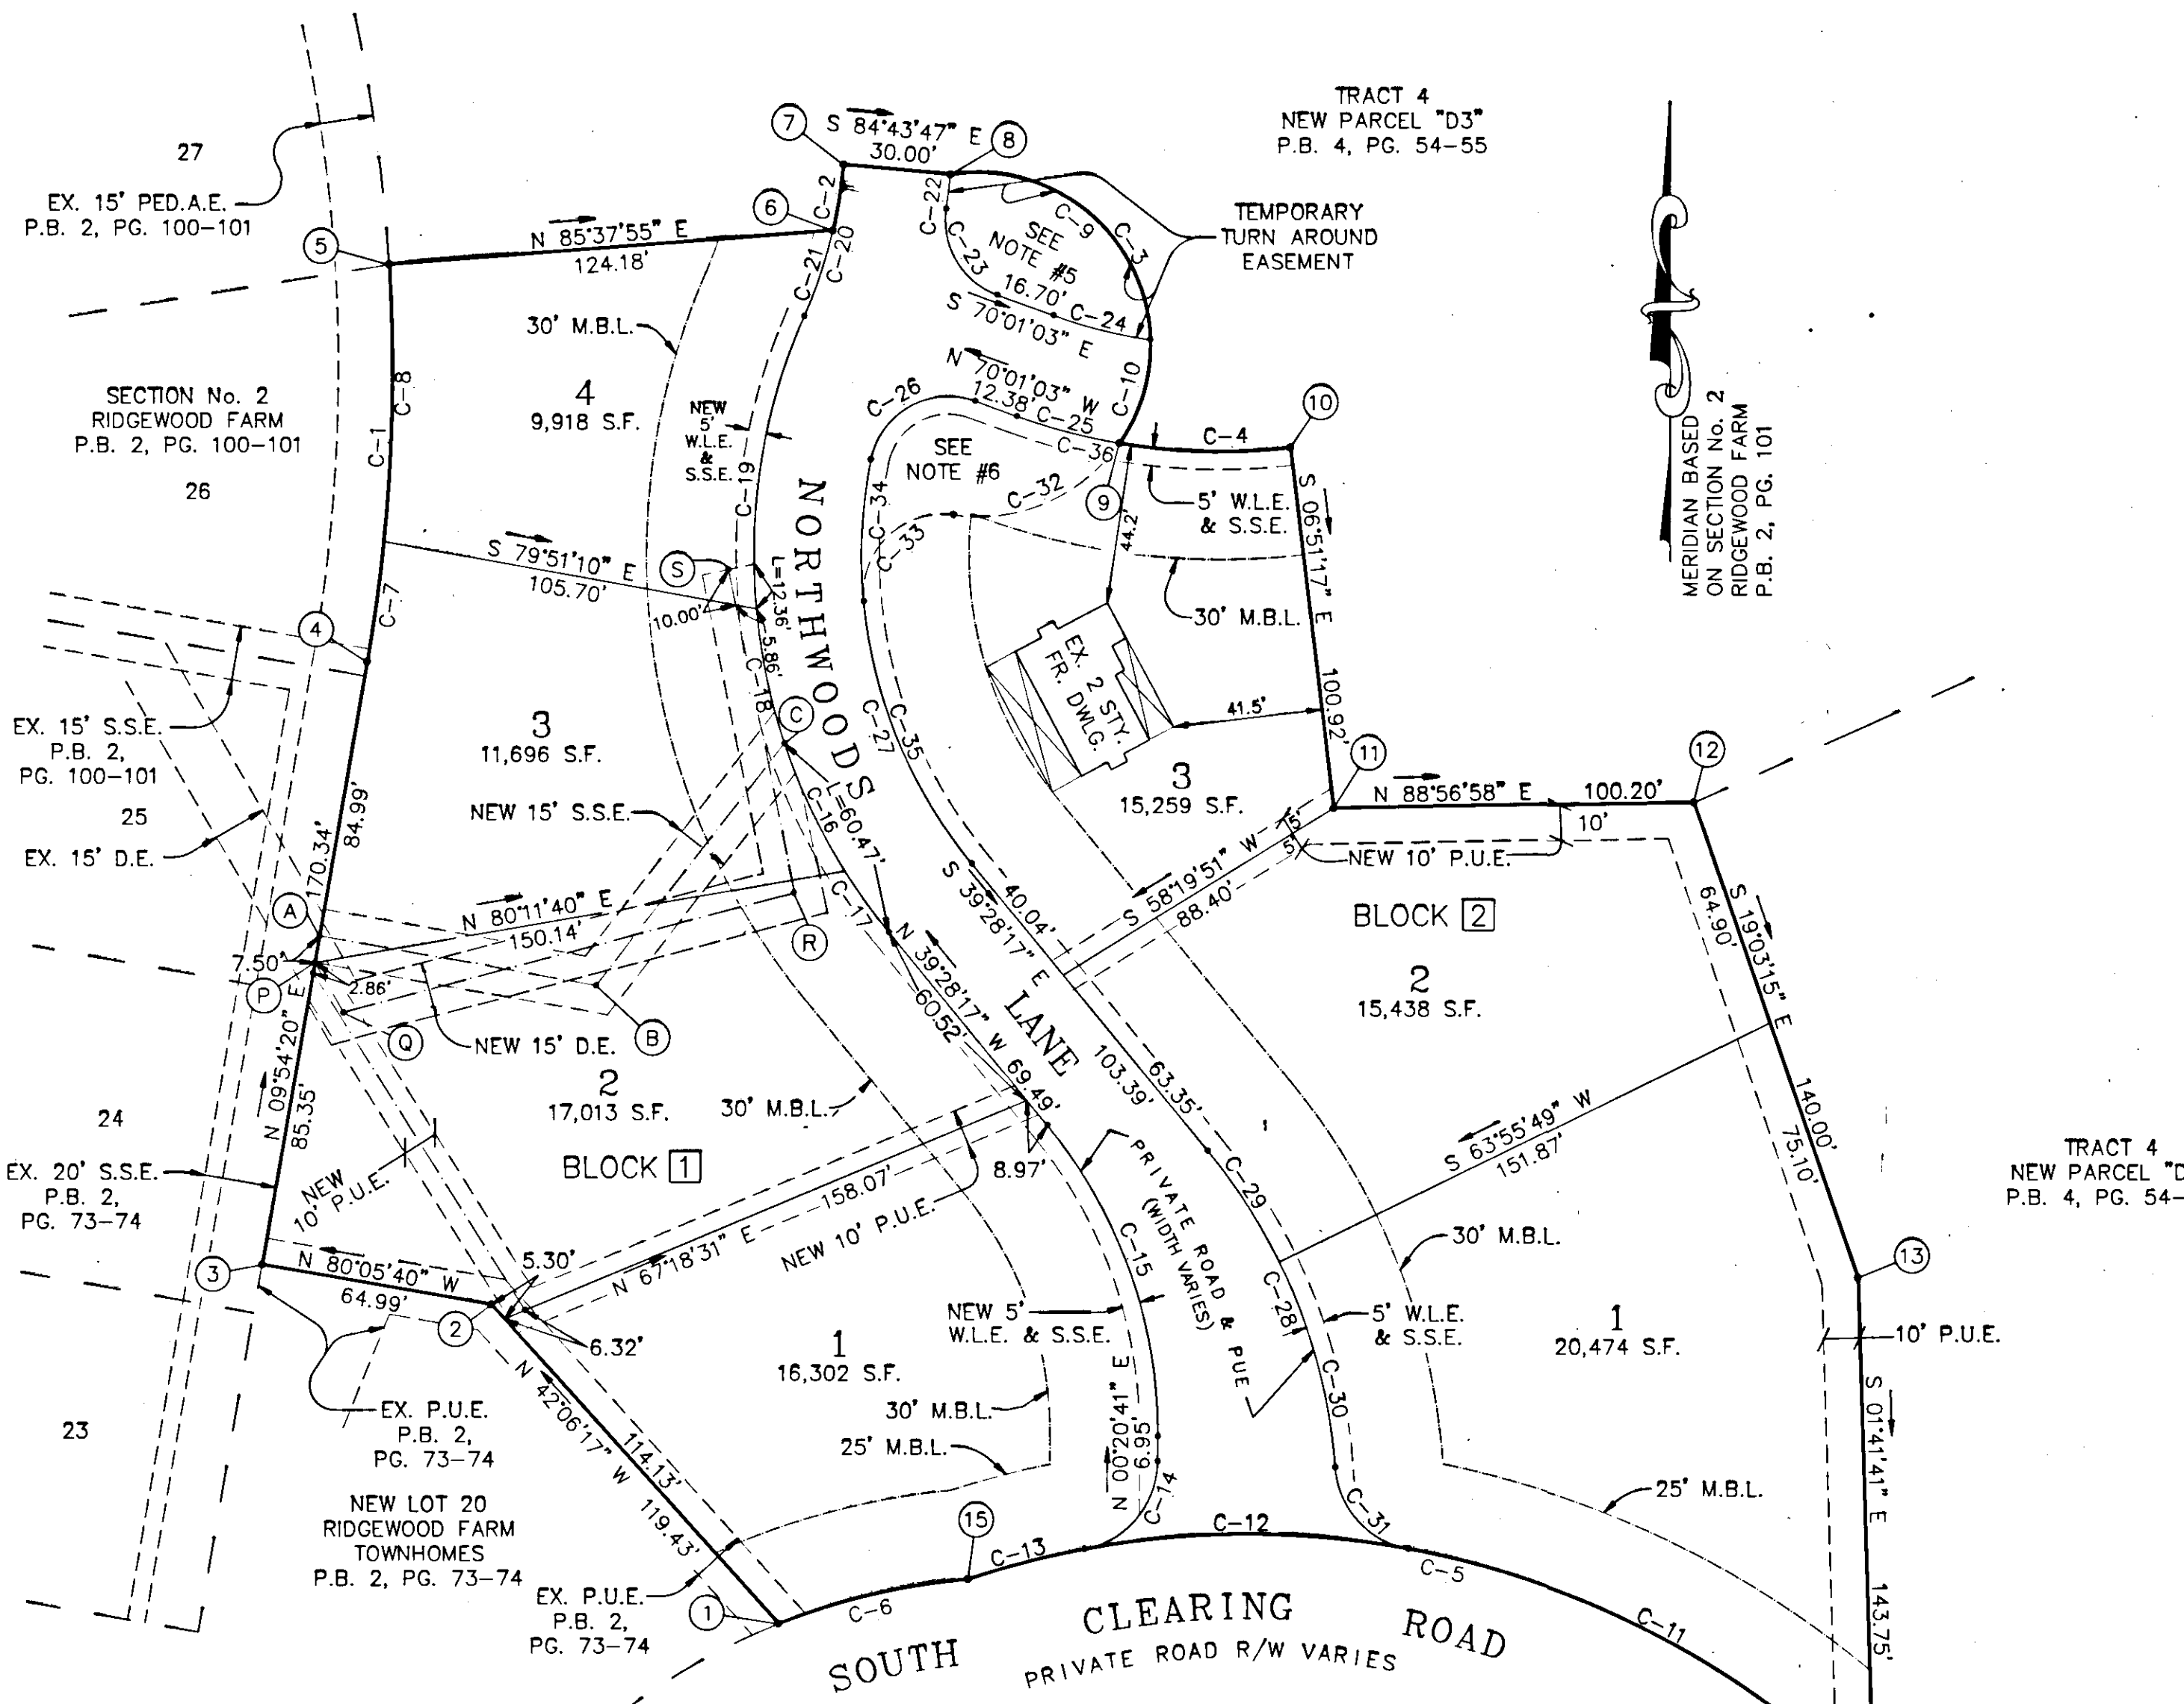 TRACT 4
NEW PARCEL "D3"
P.B. 4, PG. 54-55
7
S 84°43'47" E
30.00'
8
27
EX. 15' PED.A.E.
P.B. 2, PG. 100-101
5
N 85°37'55" E
124.18'
6
C-2
C-22
C-9
C-3
C-20
C-21
C-23
SEE
NOTE #5
16.70'
C-24
S 70°01'03" E
TEMPORARY
TURN AROUND
EASEMENT
N 70°01'03" W
12.38'
C-25
C-10
C-26
C-36
10
C-4
9
SEE
NOTE #6
C-32
C-33
C-34
5' W.L.E.
& S.S.E.
44.2'
30' M.B.L.
S 06°51'17" E
100.92'
MERIDIAN BASED
ON SECTION No. 2
RIDGEWOOD FARM
P.B. 2, PG. 101
SECTION No. 2
RIDGEWOOD FARM
P.B. 2, PG. 100-101
26
C-8
C-1
C-7
4
30' M.B.L.
4
9,918 S.F.
NEW
5'
W.L.E.
&
S.S.E.
C-19
S 79°51'10" E
105.70'
S
10.00'
L=12.36'
5.86'
C-18
C
NORTHWOODS
LANE
C-27
C-35
EX. 2 STY.
FR. DWLG.
41.5'
3
15,259 S.F.
11
12
N 88°56'58" E
100.20'
10'
NEW 10' P.U.E.
5'
5'
S 58°19'51" W
88.40'
EX. 15' S.S.E.
P.B. 2,
PG. 100-101
25
EX. 15' D.E.
170.34'
84.99'
3
11,696 S.F.
NEW 15' S.S.E.
L=60.47'
C-16
C-17
A
N 80°11'40" E
150.14'
R
7.50'
P
2.86'
Q
NEW 15' D.E.
B
N 09°54'20" E
85.35'
S 39°28'17" E
40.04'
N 39°28'17" W
69.49'
60.52'
63.35'
103.39'
BLOCK 2
2
15,438 S.F.
64.90'
S 19°03'15" E
140.00'
75.10'
S 63°55'49" W
151.87'
2
17,013 S.F.
30' M.B.L.
BLOCK 1
24
EX. 20' S.S.E.
P.B. 2,
PG. 73-74
NEW
10' P.U.E.
158.07'
N 67°18'31" E
NEW 10' P.U.E.
8.97'
PRIVATE ROAD & PUE
(WIDTH VARIES)
C-15
C-29
C-28
C-30
30' M.B.L.
13
TRACT 4
NEW PARCEL "D
P.B. 4, PG. 54-
3
N 80°05'40" W
64.99'
2
5.30'
6.32'
NEW 5'
W.L.E. & S.S.E.
5' W.L.E.
& S.S.E.
1
20,474 S.F.
10' P.U.E.
1
16,302 S.F.
30' M.B.L.
25' M.B.L.
N 00°20'41" E
6.95'
C-14
C-31
25' M.B.L.
S 01°41'41" E
143.75'
23
EX. P.U.E.
P.B. 2,
PG. 73-74
N 42°06'17" W
114.13'
119.43'
NEW LOT 20
RIDGEWOOD FARM
TOWNHOMES
P.B. 2, PG. 73-74
EX. P.U.E.
P.B. 2,
PG. 73-74
1
15
C-6
C-13
C-12
C-5
C-11
SOUTH CLEARING ROAD
PRIVATE ROAD R/W VARIES